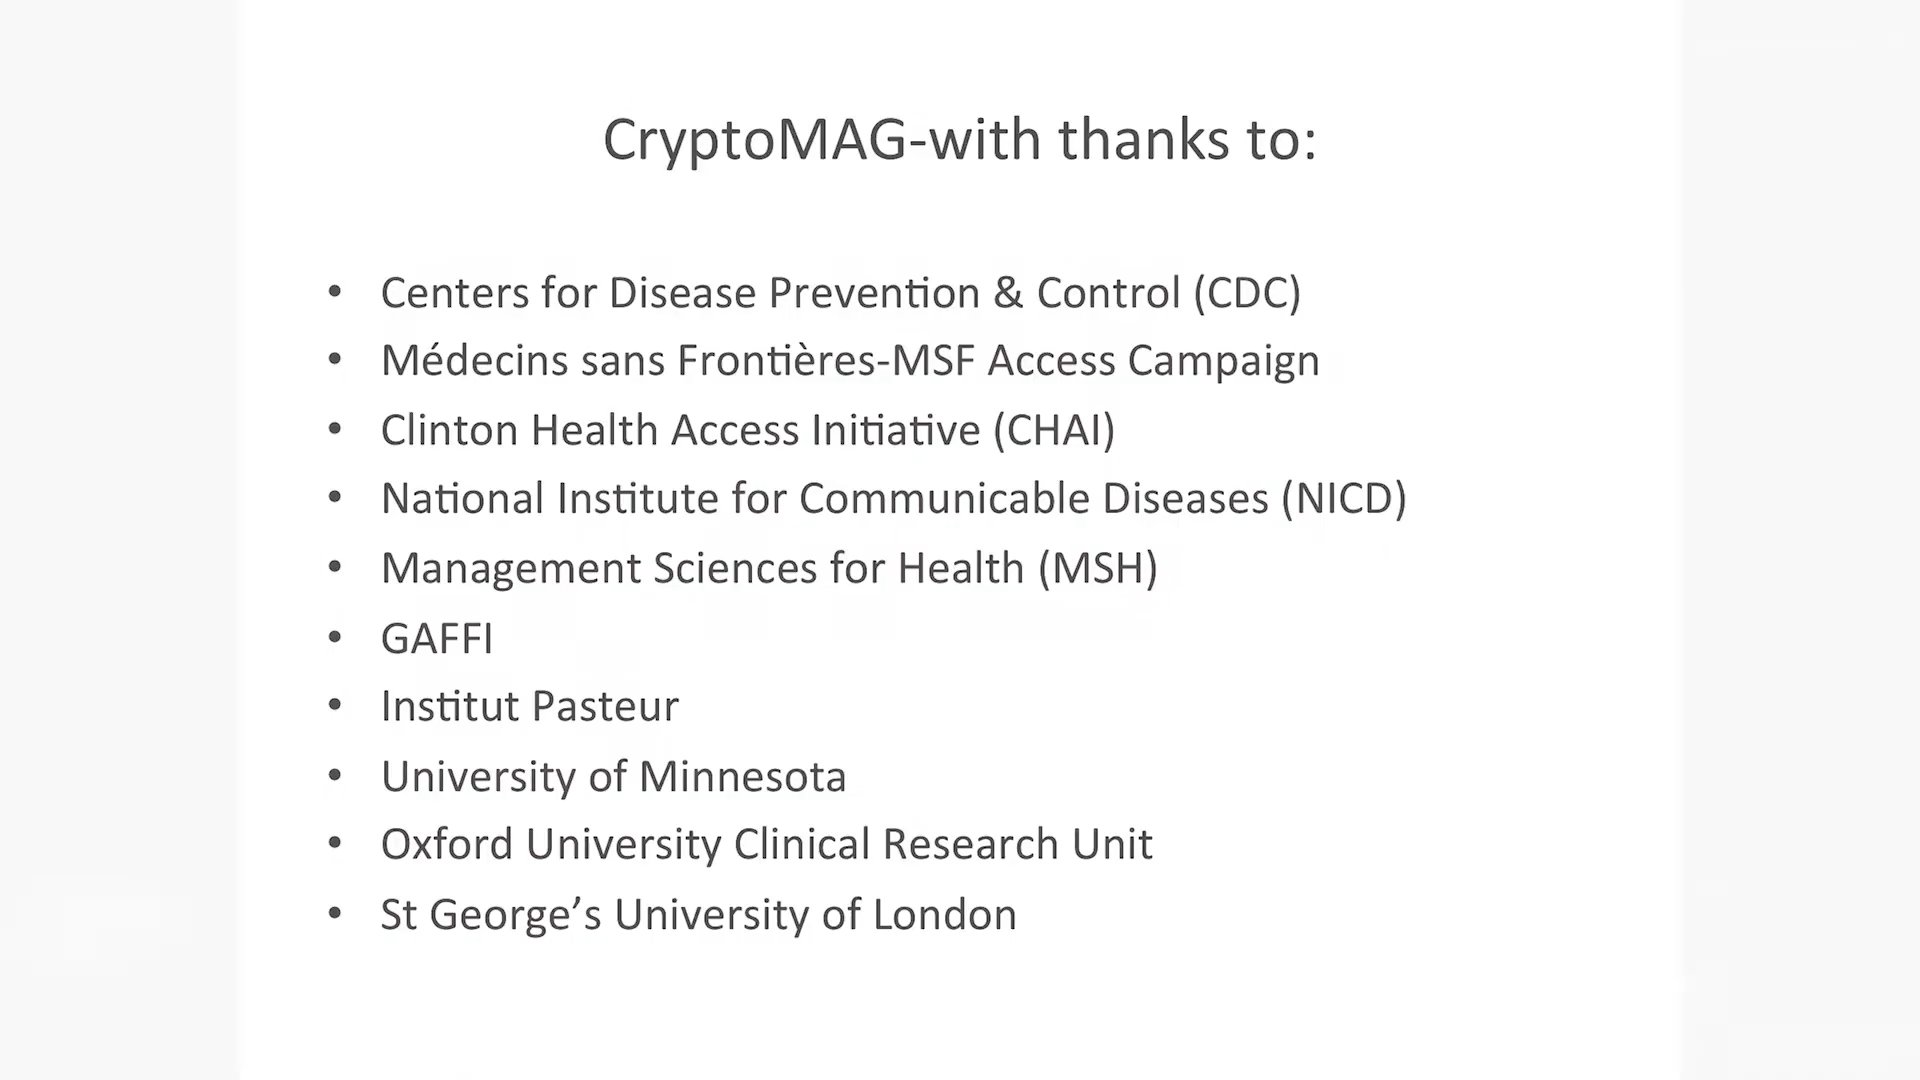 CryptoMAG-with thanks to:
• Centers for Disease Prevention & Control (CDC)
• Médecins sans Frontières-MSF Access Campaign
• Clinton Health Access Initiative (CHAI)
• National Institute for Communicable Diseases (NICD)
• Management Sciences for Health (MSH)
• GAFFI
• Institut Pasteur
• University of Minnesota
• Oxford University Clinical Research Unit
• St George’s University of London